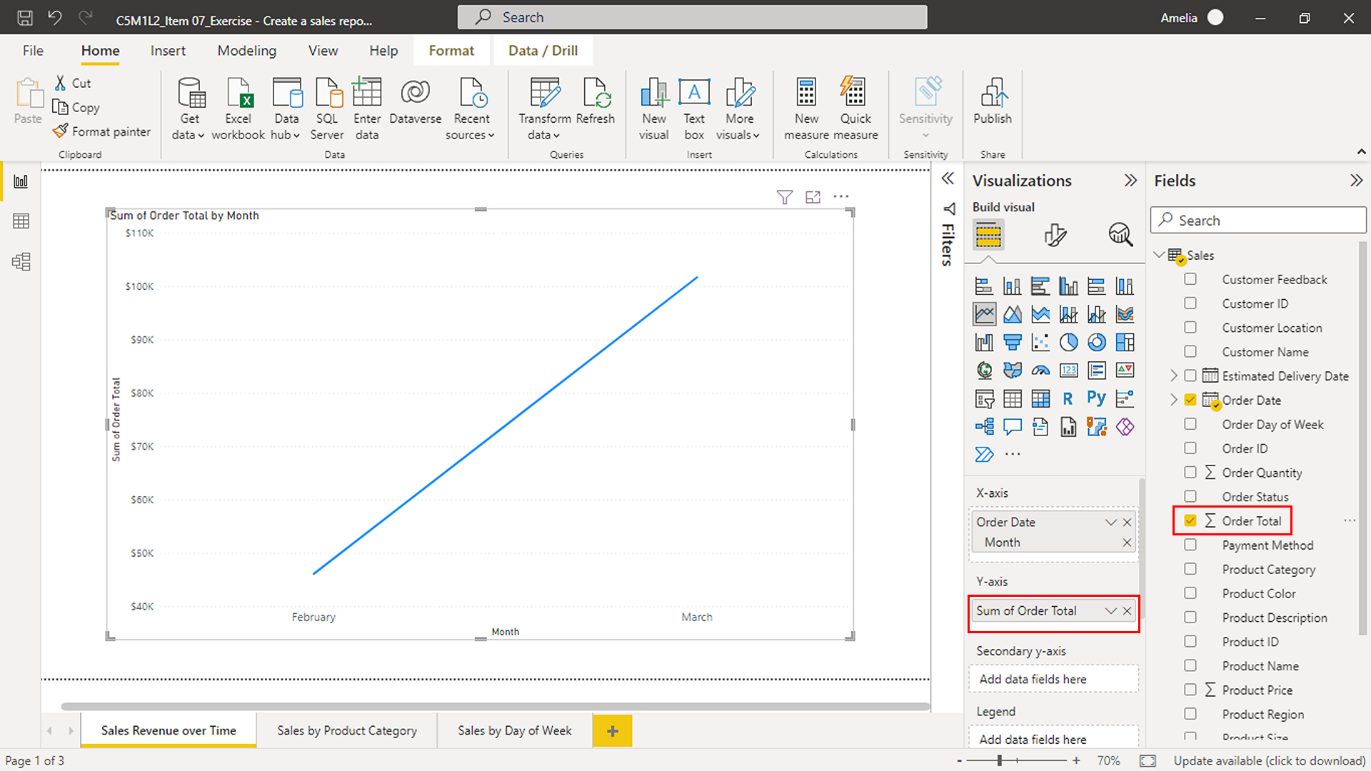 C5M1L2_Item 07_Exercise - Create a sales repo...
Search
Amelia
File
Home
Insert
Modeling
View
Help
Format
Data / Drill
Paste
Cut
Copy
Format painter
Clipboard
Get data
Excel workbook
Data hub
SQL Server
Enter data
Dataverse
Recent sources
Data
Transform data
Refresh
Queries
New visual
Text box
More visuals
Insert
New measure
Quick measure
Calculations
Sensitivity
Sensitivity
Publish
Share
Sum of Order Total by Month
$110K
$100K
$90K
$80K
$70K
$60K
$50K
$40K
Sum of Order Total
February
March
Month
Filters
Visualizations
Build visual
123
R
Py
X-axis
Order Date
Month
Y-axis
Sum of Order Total
Secondary y-axis
Add data fields here
Legend
Add data fields here
Fields
Search
Sales
Customer Feedback
Customer ID
Customer Location
Customer Name
Estimated Delivery Date
Order Date
Order Day of Week
Order ID
Order Quantity
Order Status
Order Total
Payment Method
Product Category
Product Color
Product Description
Product ID
Product Name
Product Price
Product Region
Product Size
Sales Revenue over Time
Sales by Product Category
Sales by Day of Week
Page 1 of 3
70%
Update available (click to download)